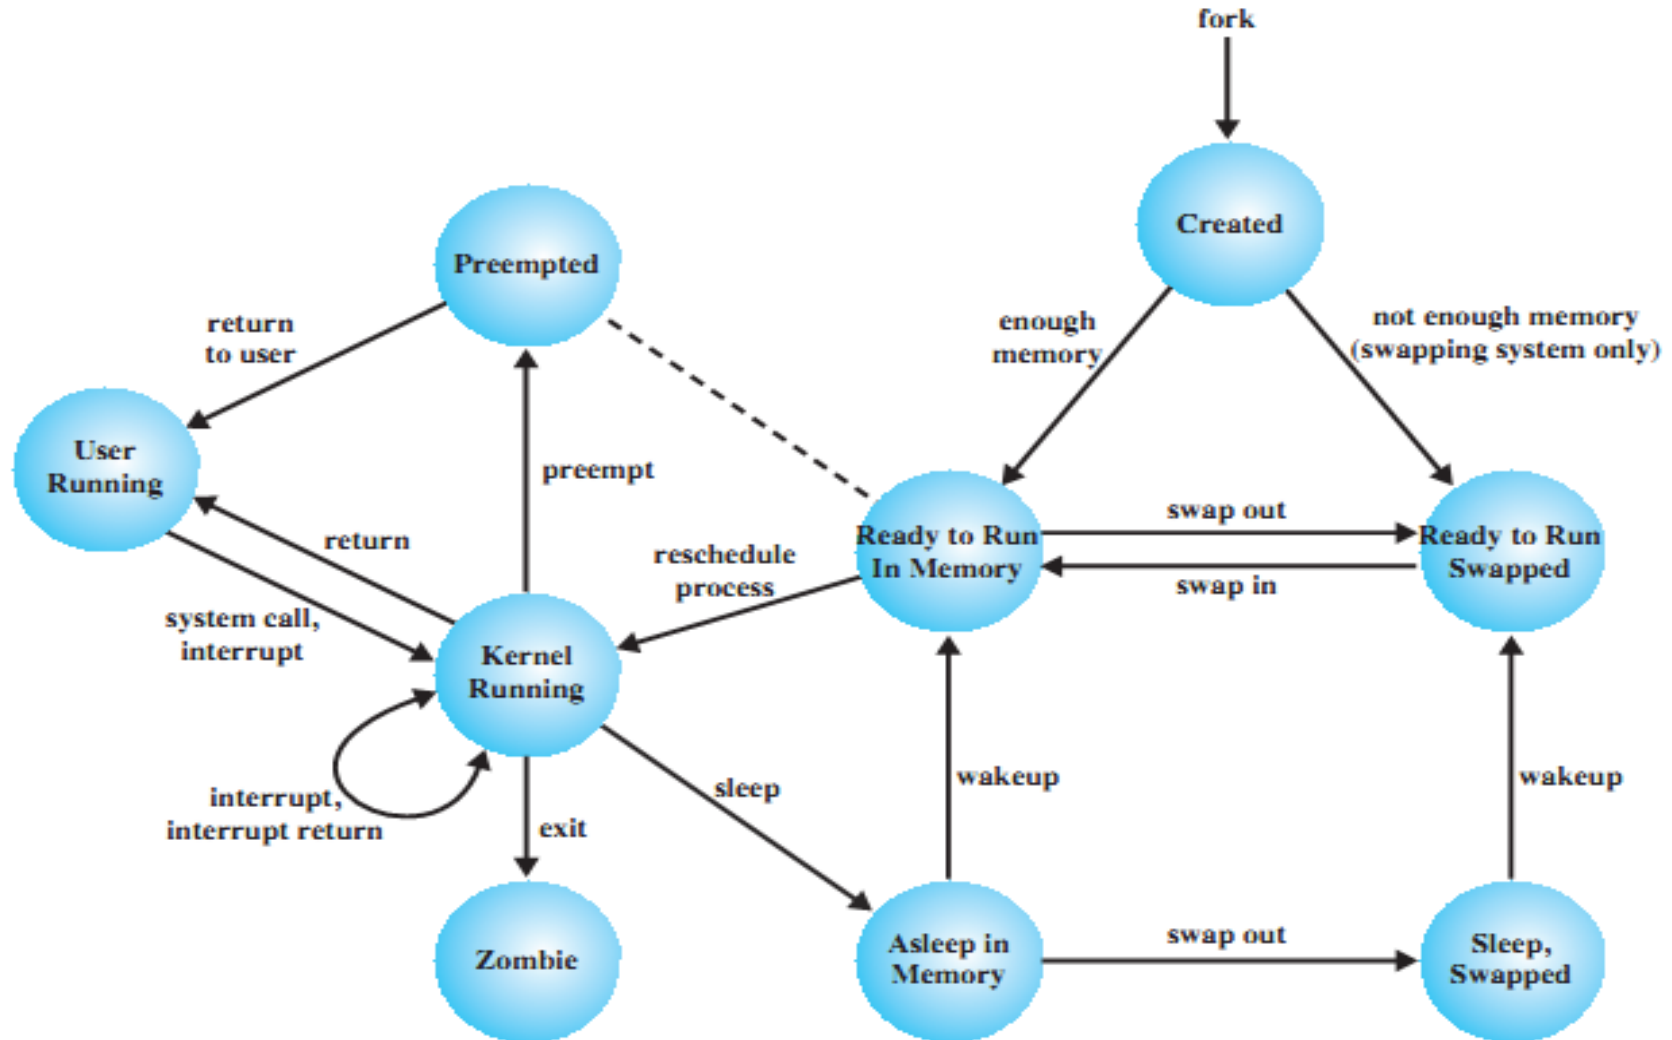 fork
Created
Preempted
return
to user
enough
memory
not enough memory
(swapping system only)
User
Running
preempt
return
reschedule
process
Ready to Run
In Memory
swap out
swap in
Ready to Run
Swapped
system call,
interrupt
Kernel
Running
interrupt,
interrupt return
sleep
wakeup
wakeup
exit
Zombie
Asleep in
Memory
swap out
Sleep,
Swapped